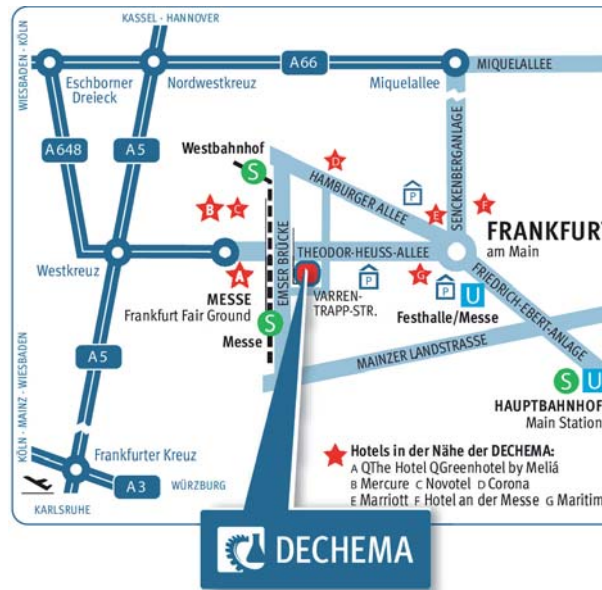 KASSEL - HANNOVER
WIESBADEN - KÖLN
A66
MIQUELALLEE
Eschborner
Dreieck
Nordwestkreuz
Miquelallee
A 648
A5
Westbahnhof
S
D
HAMBURGER ALLEE
P
SENCKENBERGANLAGE
B
C
E
F
FRANKFURT
am Main
EMSER BRÜCKE
THEODOR-HEUSS-ALLEE
Westkreuz
A
G
P
P
U
MESSE
Frankfurt Fair Ground
VARREN-
TRAPP-STR.
Festhalle/Messe
FRIEDRICH-EBERT-ANLAGE
Messe
S
MAINZER LANDSTRASSE
A5
KÖLN - MAINZ - WIESBADEN
S
U
HAUPTBAHNHOF
Main Station
Frankfurter Kreuz
A3
WÜRZBURG
KARLSRUHE
Hotels in der Nähe der DECHEMA:
A QThe Hotel QGreenhotel by Meliá
B Mercure C Novotel D Corona
E Marriott F Hotel an der Messe G Maritim
DECHEMA